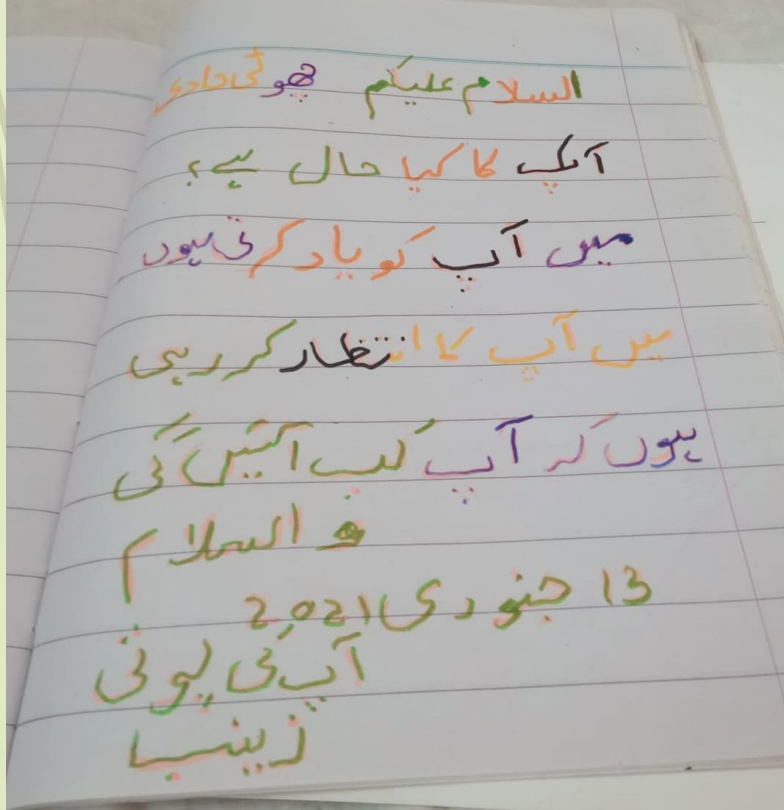 السلام علیکم چھوٹی دادی
آپ کا کیا حال ہے؟
میں آپ کو یاد کرتی ہوں
میں آپ کا انتظار کر رہی
ہوں کہ آپ کب آئیں گی
و السلام
13 جنوری 2021
آپ کی پوتی
زینب